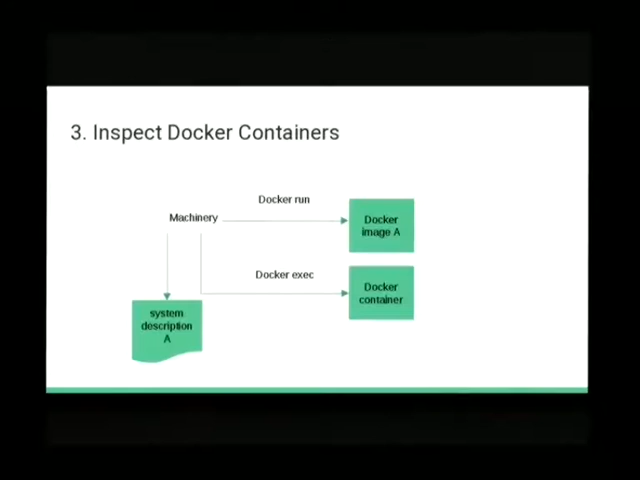 3. Inspect Docker Containers
Docker run
Machinery
Docker
image A
Docker exec
Docker
container
system
description
A